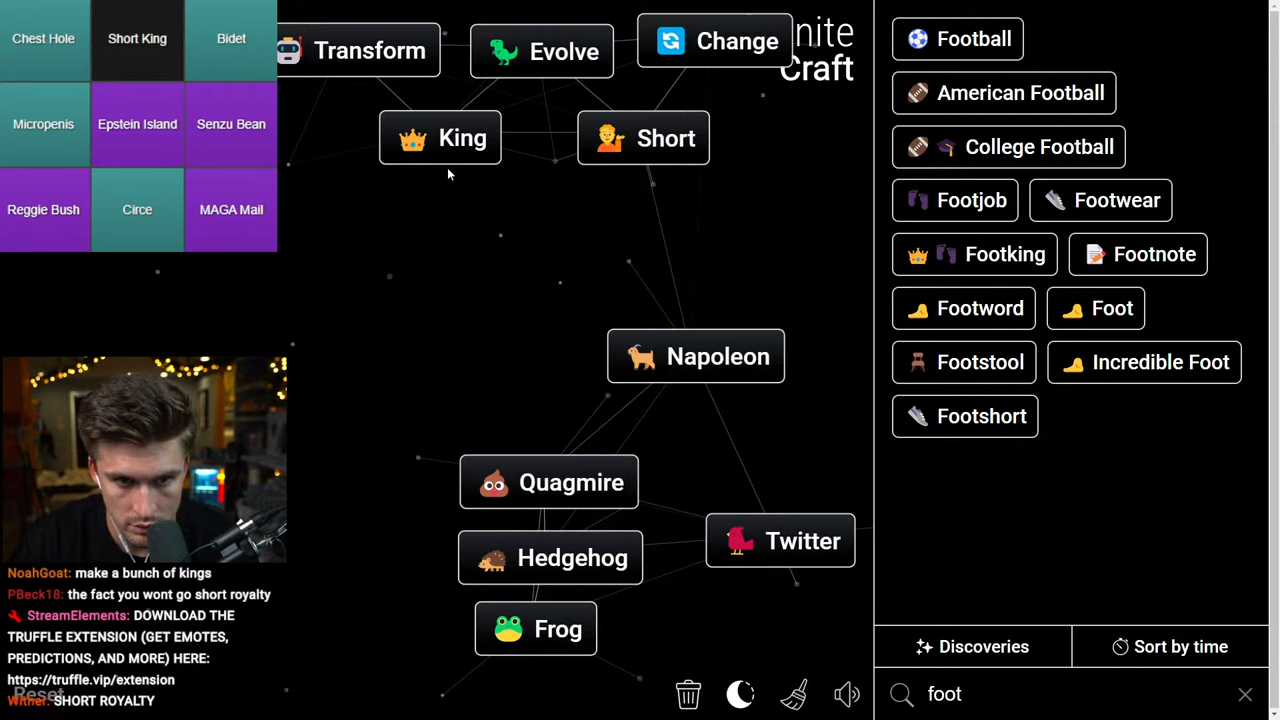 Chest Hole
Short King
Bidet
Micropenis
Epstein Island
Senzu Bean
Reggie Bush
Circe
MAGA Mail
Transform
Evolve
Change
nite
Craft
King
Short
Napoleon
Quagmire
Hedgehog
Twitter
Frog
Football
American Football
College Football
Footjob
Footwear
Footking
Footnote
Footword
Foot
Footstool
Incredible Foot
Footshort
Discoveries
Sort by time
foot
NoahGoat: make a bunch of kings
PBeck18: the fact you wont go short royalty
StreamElements: DOWNLOAD THE
TRUFFLE EXTENSION (GET EMOTES,
PREDICTIONS, AND MORE) HERE:
https://truffle.vip/extension
Wither: SHORT ROYALTY
Reset